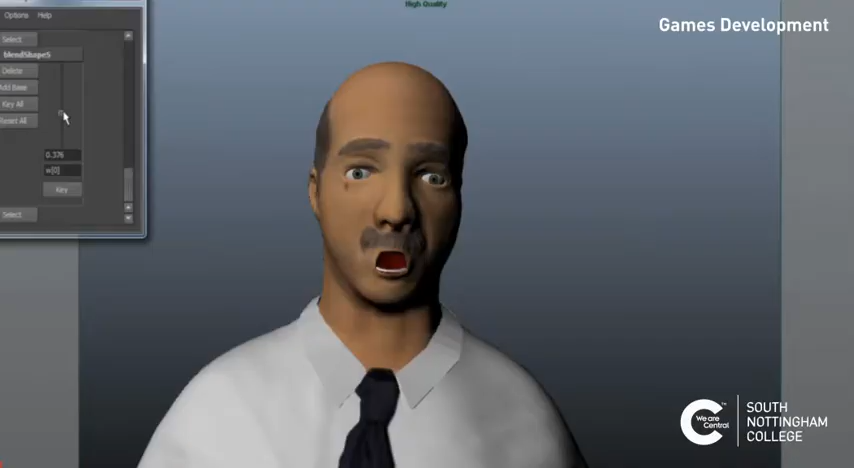 High Quality
Options Help
Games Development
Select
blendShape5
Delete
Add Base
Key All
Reset All
0.376
w[0]
Key
Select
We are
Central
™
SOUTH
NOTTINGHAM
COLLEGE